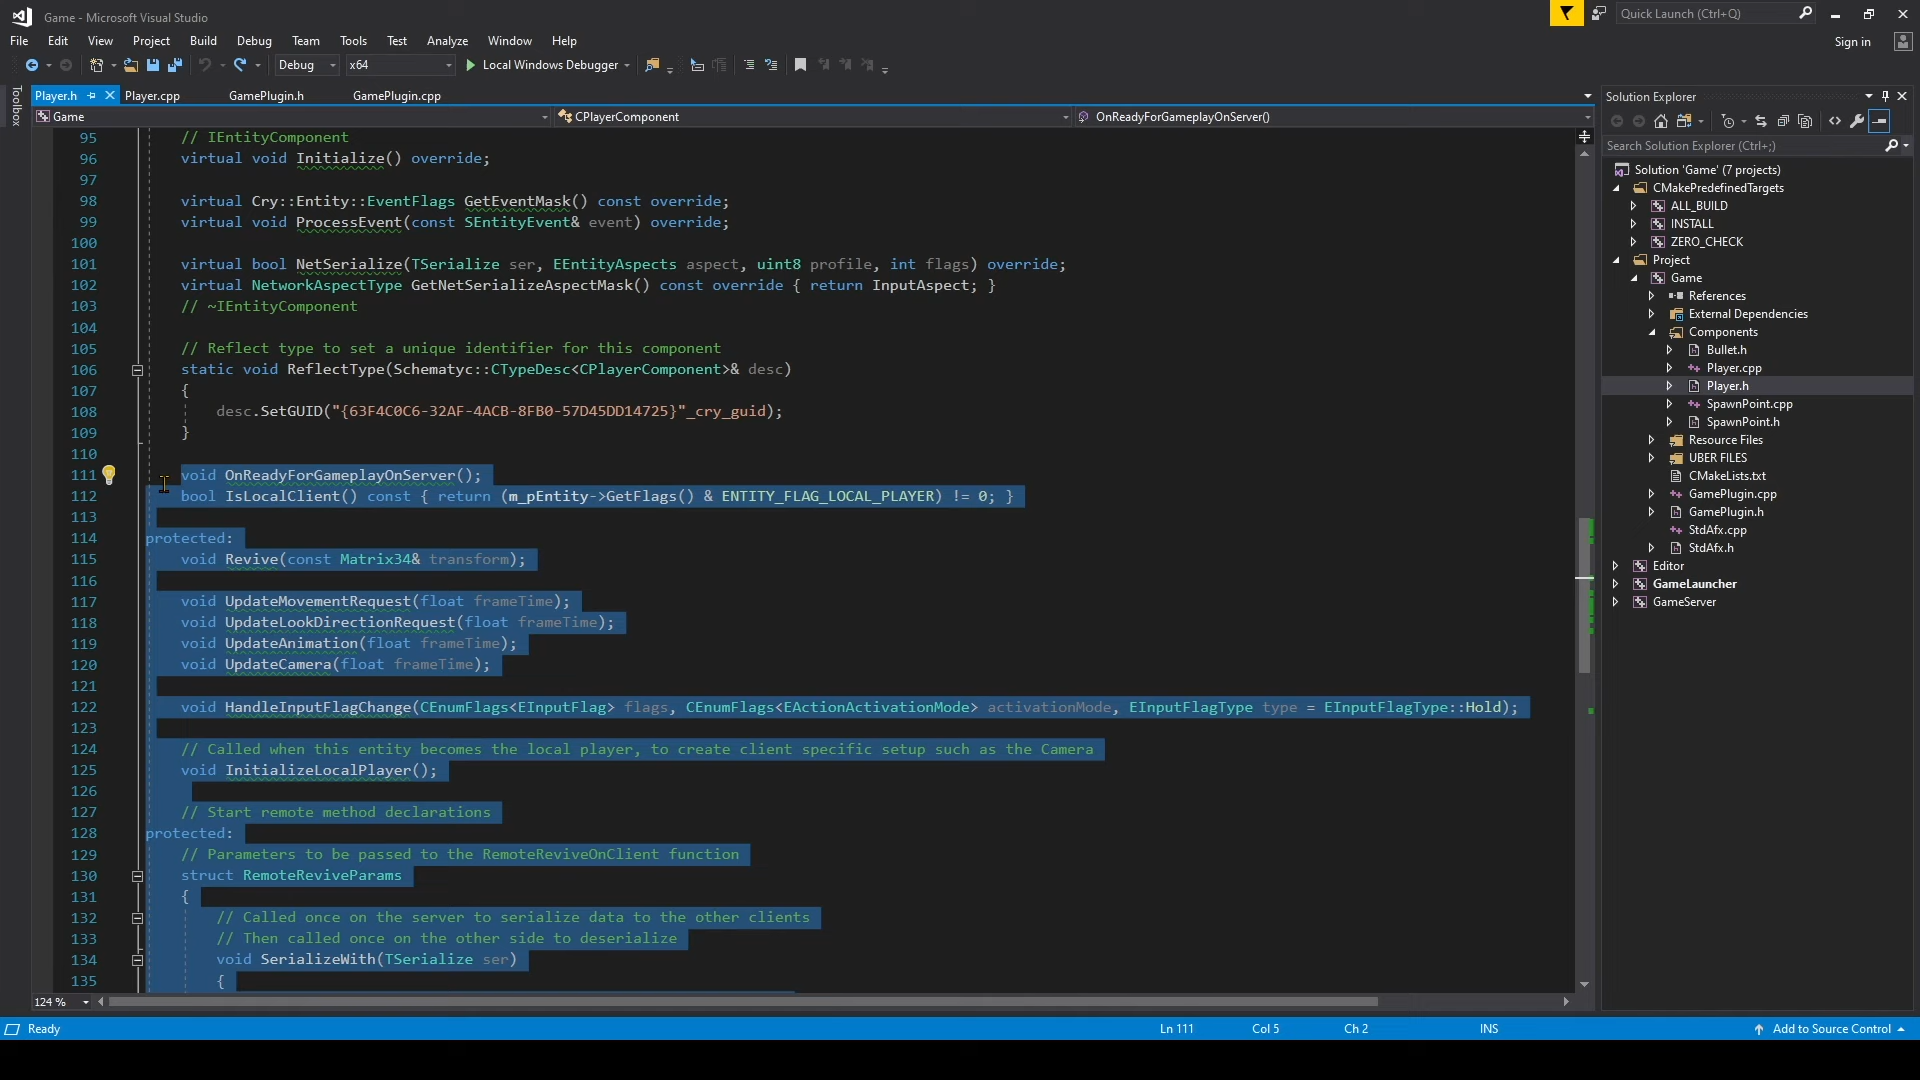 Game - Microsoft Visual Studio
Quick Launch (Ctrl+Q)
File Edit View Project Build Debug Team Tools Test Analyze Window Help
Sign in
Debug x64 Local Windows Debugger
Toolbox
Player.h Player.cpp GamePlugin.h GamePlugin.cpp
Game CPlayerComponent OnReadyForGameplayOnServer()
95 // IEntityComponent
96 virtual void Initialize() override;
97
98 virtual Cry::Entity::EventFlags GetEventMask() const override;
99 virtual void ProcessEvent(const SEntityEvent& event) override;
100
101 virtual bool NetSerialize(TSerialize ser, EEntityAspects aspect, uint8 profile, int flags) override;
102 virtual NetworkAspectType GetNetSerializeAspectMask() const override { return InputAspect; }
103 // ~IEntityComponent
104
105 // Reflect type to set a unique identifier for this component
106 static void ReflectType(Schematyc::CTypeDesc<CPlayerComponent>& desc)
107 {
108 desc.SetGUID("{63F4C0C6-32AF-4ACB-8FB0-57D45DD14725}"_cry_guid);
109 }
110
111 void OnReadyForGameplayOnServer();
112 bool IsLocalClient() const { return (m_pEntity->GetFlags() & ENTITY_FLAG_LOCAL_PLAYER) != 0; }
113
114 protected:
115 void Revive(const Matrix34& transform);
116
117 void UpdateMovementRequest(float frameTime);
118 void UpdateLookDirectionRequest(float frameTime);
119 void UpdateAnimation(float frameTime);
120 void UpdateCamera(float frameTime);
121
122 void HandleInputFlagChange(CEnumFlags<EInputFlag> flags, CEnumFlags<EActionActivationMode> activationMode, EInputFlagType type = EInputFlagType::Hold);
123
124 // Called when this entity becomes the local player, to create client specific setup such as the Camera
125 void InitializeLocalPlayer();
126
127 // Start remote method declarations
128 protected:
129 // Parameters to be passed to the RemoteReviveOnClient function
130 struct RemoteReviveParams
131 {
132 // Called once on the server to serialize data to the other clients
133 // Then called once on the other side to deserialize
134 void SerializeWith(TSerialize ser)
135 {
124 %
Solution Explorer
Search Solution Explorer (Ctrl+;)
Solution 'Game' (7 projects)
CMakePredefinedTargets
ALL_BUILD
INSTALL
ZERO_CHECK
Project
Game
References
External Dependencies
Components
Bullet.h
Player.cpp
Player.h
SpawnPoint.cpp
SpawnPoint.h
Resource Files
UBER FILES
CMakeLists.txt
GamePlugin.cpp
GamePlugin.h
StdAfx.cpp
StdAfx.h
Editor
GameLauncher
GameServer
Ready Ln 111 Col 5 Ch 2 INS Add to Source Control